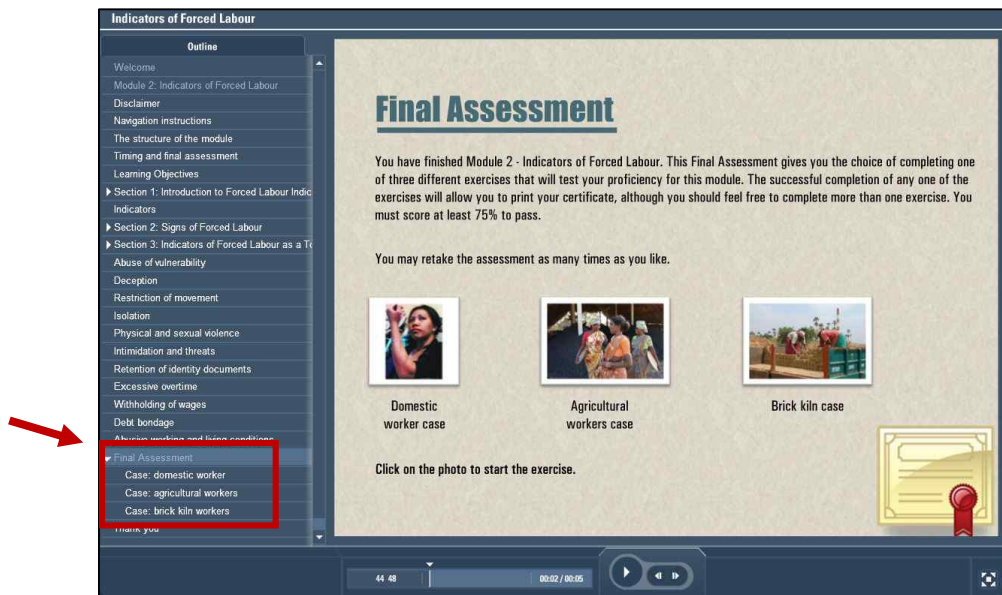 Indicators of Forced Labour
Outline
Welcome
Module 2: Indicators of Forced Labour
Disclaimer
Navigation instructions
The structure of the module
Timing and final assessment
Learning Objectives
Section 1: Introduction to Forced Labour Indic
Indicators
Section 2: Signs of Forced Labour
Section 3: Indicators of Forced Labour as a To
Abuse of vulnerability
Deception
Restriction of movement
Isolation
Physical and sexual violence
Intimidation and threats
Retention of identity documents
Excessive overtime
Withholding of wages
Debt bondage
Abusive working and living conditions
Final Assessment
Case: domestic worker
Case: agricultural workers
Case: brick kiln workers
Thank you
Final Assessment
You have finished Module 2 - Indicators of Forced Labour. This Final Assessment gives you the choice of completing one
of three different exercises that will test your proficiency for this module. The successful completion of any one of the
exercises will allow you to print your certificate, although you should feel free to complete more than one exercise. You
must score at least 75% to pass.
You may retake the assessment as many times as you like.
Domestic
worker case
Agricultural
workers case
Brick kiln case
Click on the photo to start the exercise.
44 48
00:02 / 00:05